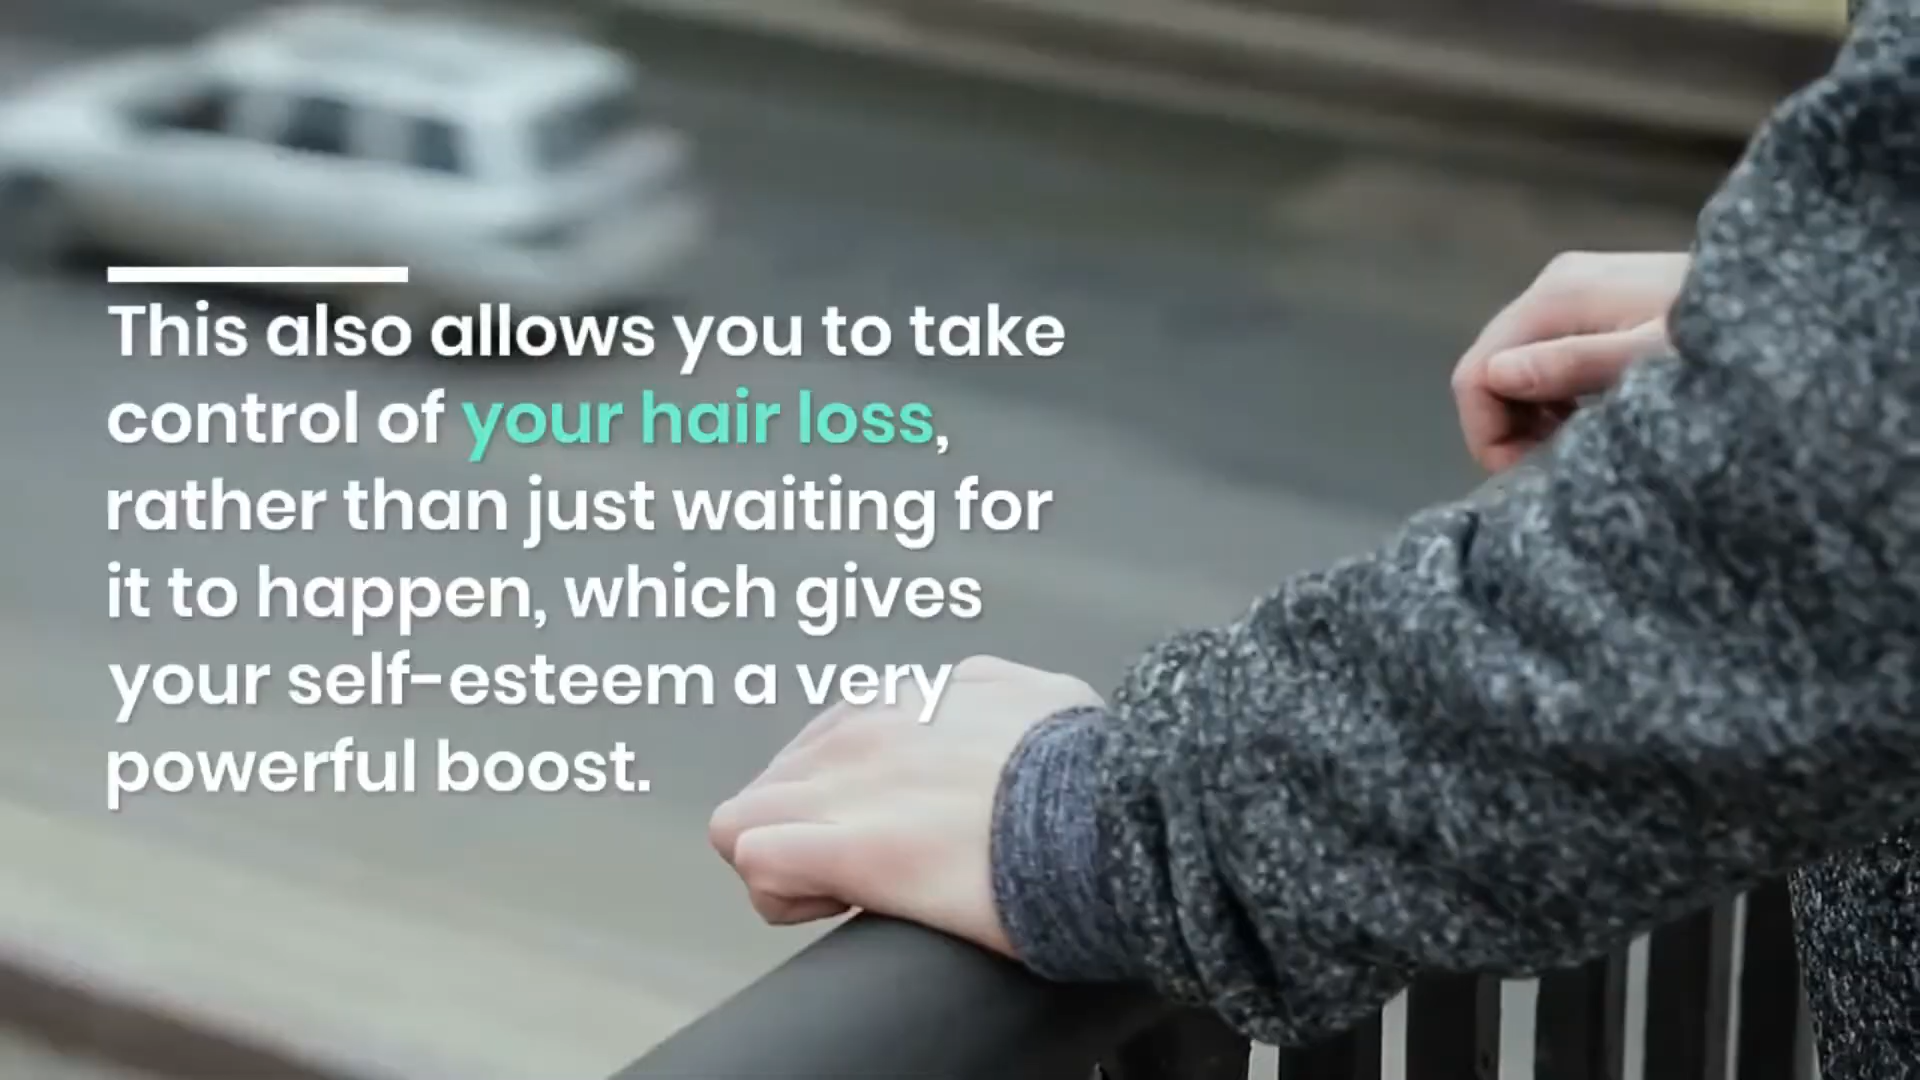 This also allows you to take
control of your hair loss,
rather than just waiting for
it to happen, which gives
your self-esteem a very
powerful boost.